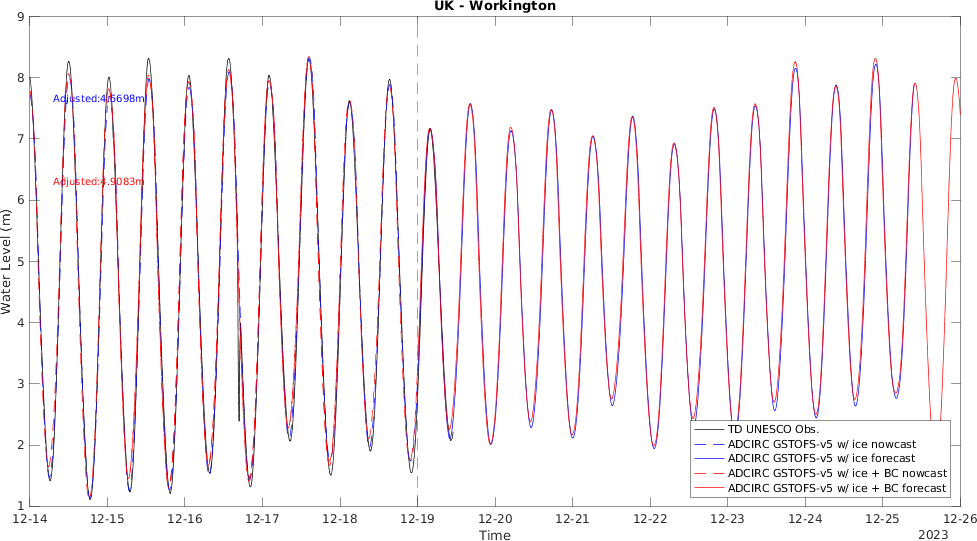 UK - Workington
9
8
7
6
5
4
3
2
1
Water Level (m)
Adjusted:4.6698m
Adjusted:4.9083m
TD UNESCO Obs.
ADCIRC GSTOFS-v5 w/ ice nowcast
ADCIRC GSTOFS-v5 w/ ice forecast
ADCIRC GSTOFS-v5 w/ ice + BC nowcast
ADCIRC GSTOFS-v5 w/ ice + BC forecast
12-14 12-15 12-16 12-17 12-18 12-19 12-20 12-21 12-22 12-23 12-24 12-25 12-26
Time
2023